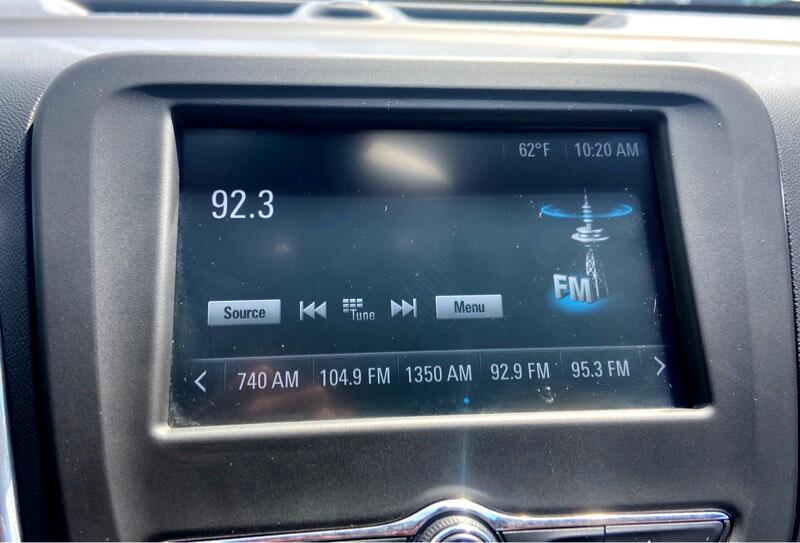 62°F 10:20 AM
92.3
FM
Source Tune Menu
< 740 AM 104.9 FM 1350 AM 92.9 FM 95.3 FM >